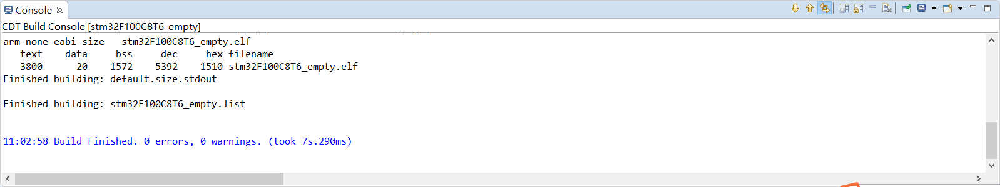 Console
CDT Build Console [stm32F100C8T6_empty]
arm-none-eabi-size   stm32F100C8T6_empty.elf
   text    data     bss     dec     hex filename
   3800      20    1572    5392    1510 stm32F100C8T6_empty.elf
Finished building: default.size.stdout
Finished building: stm32F100C8T6_empty.list
11:02:58 Build Finished. 0 errors, 0 warnings. (took 7s.290ms)